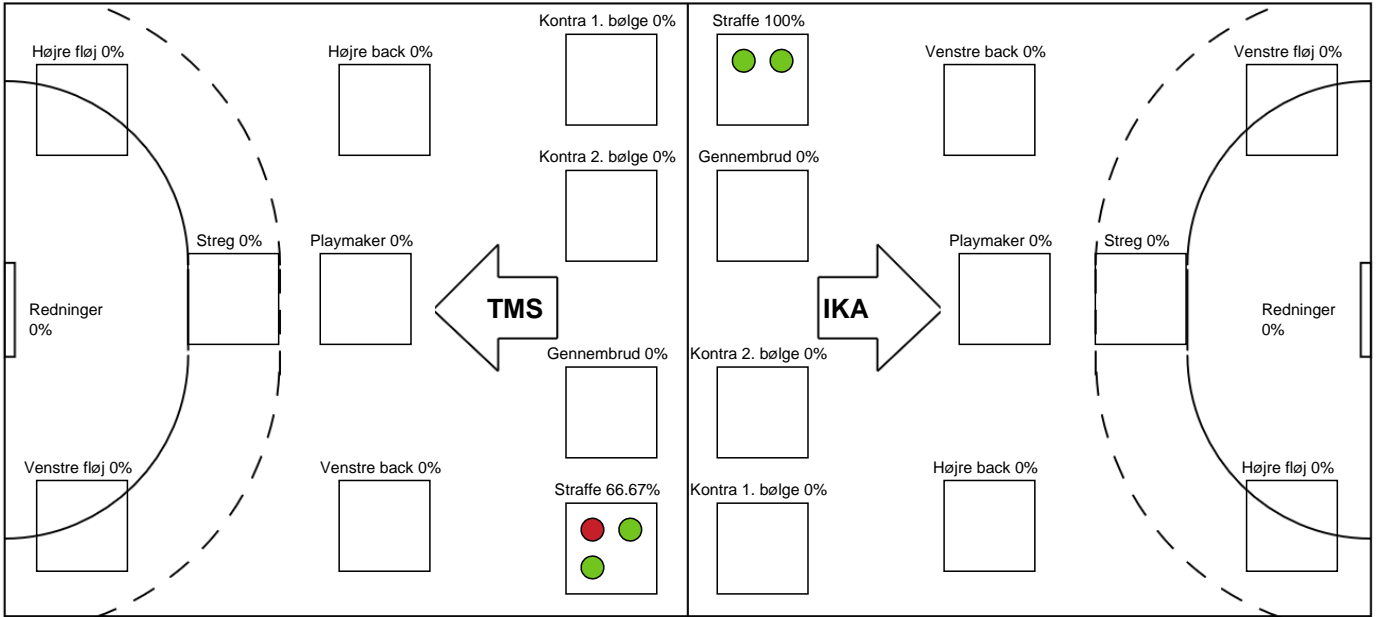 Kontra 1. bølge 0%
Straffe 100%
Højre fløj 0%
Højre back 0%
Venstre back 0%
Venstre fløj 0%
Kontra 2. bølge 0%
Gennembrud 0%
Streg 0%
Playmaker 0%
Playmaker 0%
Streg 0%
Redninger
0%
TMS
IKA
Redninger
0%
Gennembrud 0%
Kontra 2. bølge 0%
Venstre fløj 0%
Venstre back 0%
Højre back 0%
Højre fløj 0%
Straffe 66.67%
Kontra 1. bølge 0%